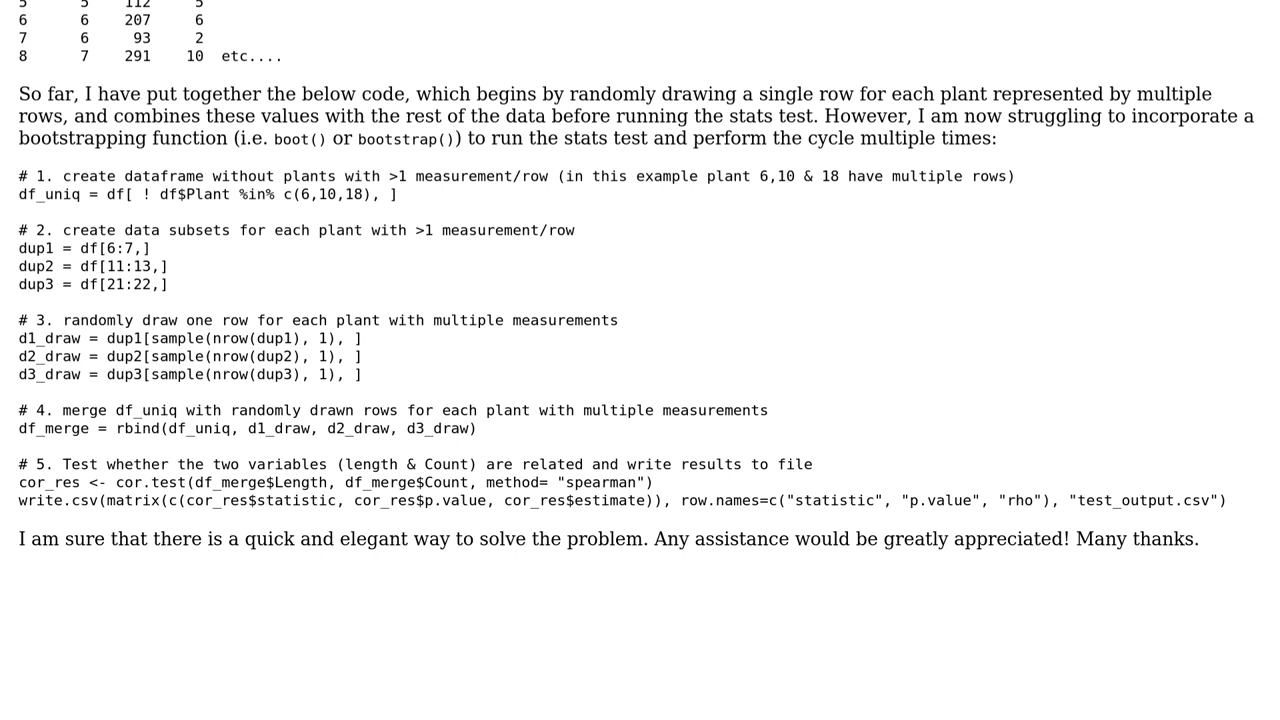 5      5    112     5
6      6    207     6
7      6     93     2
8      7    291    10  etc....
So far, I have put together the below code, which begins by randomly drawing a single row for each plant represented by multiple
rows, and combines these values with the rest of the data before running the stats test. However, I am now struggling to incorporate a
bootstrapping function (i.e. boot() or bootstrap()) to run the stats test and perform the cycle multiple times:
# 1. create dataframe without plants with >1 measurement/row (in this example plant 6,10 & 18 have multiple rows)
df_uniq = df[ ! df$Plant %in% c(6,10,18), ]
# 2. create data subsets for each plant with >1 measurement/row
dup1 = df[6:7,]
dup2 = df[11:13,]
dup3 = df[21:22,]
# 3. randomly draw one row for each plant with multiple measurements
d1_draw = dup1[sample(nrow(dup1), 1), ]
d2_draw = dup2[sample(nrow(dup2), 1), ]
d3_draw = dup3[sample(nrow(dup3), 1), ]
# 4. merge df_uniq with randomly drawn rows for each plant with multiple measurements
df_merge = rbind(df_uniq, d1_draw, d2_draw, d3_draw)
# 5. Test whether the two variables (length & Count) are related and write results to file
cor_res <- cor.test(df_merge$Length, df_merge$Count, method= "spearman")
write.csv(matrix(c(cor_res$statistic, cor_res$p.value, cor_res$estimate)), row.names=c("statistic", "p.value", "rho"), "test_output.csv")
I am sure that there is a quick and elegant way to solve the problem. Any assistance would be greatly appreciated! Many thanks.